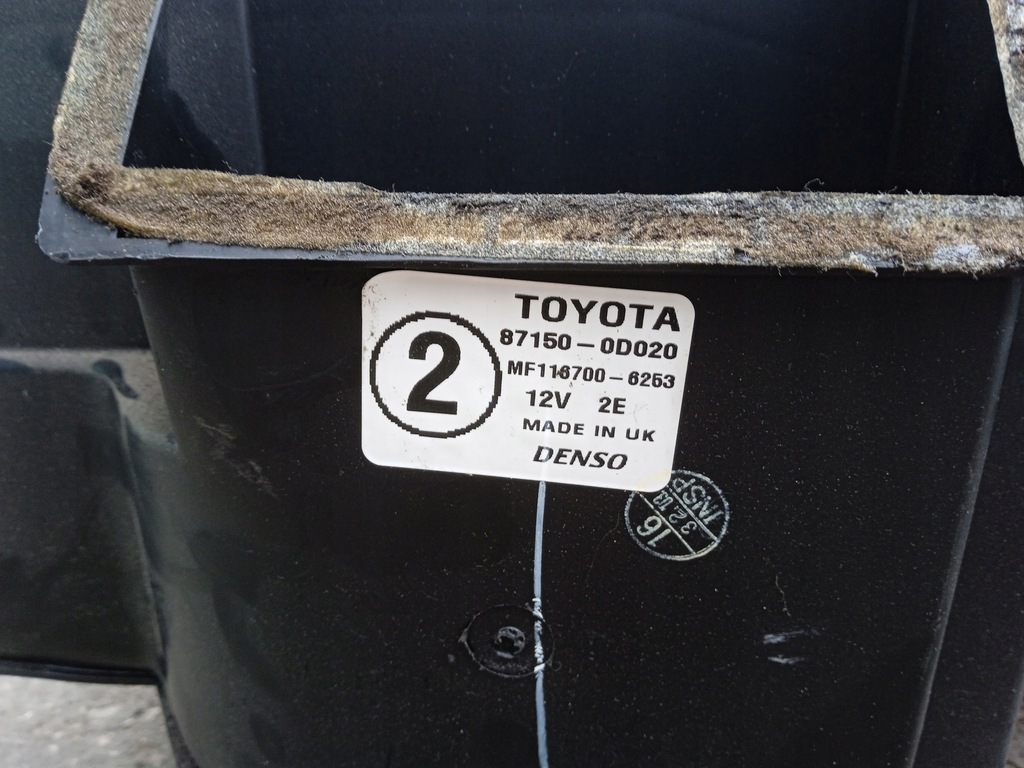 2
TOYOTA
87150-0D020
MF116700-6253
12V 2E
MADE IN UK
DENSO
16
INSP